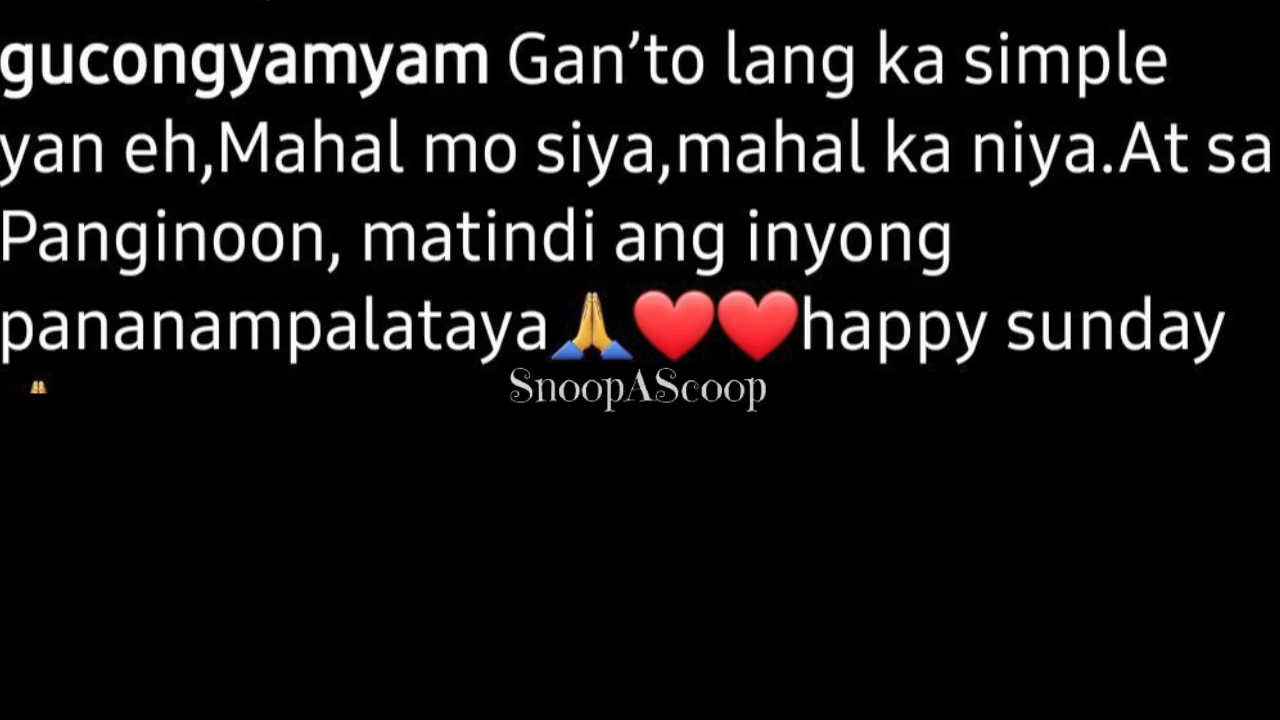 gucongyamyam Gan’to lang ka simple
yan eh,Mahal mo siya,mahal ka niya.At sa
Panginoon, matindi ang inyong
pananampalataya🙏❤️❤️happy sunday
🙏
SnoopAScoop